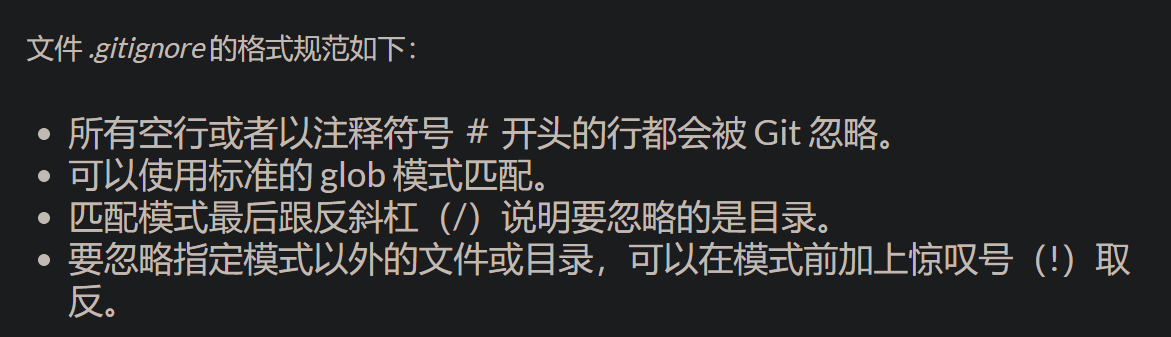 文件 .gitignore 的格式规范如下：
所有空行或者以注释符号 # 开头的行都会被 Git 忽略。
可以使用标准的 glob 模式匹配。
匹配模式最后跟反斜杠（/）说明要忽略的是目录。
要忽略指定模式以外的文件或目录，可以在模式前加上惊叹号（!）取
反。